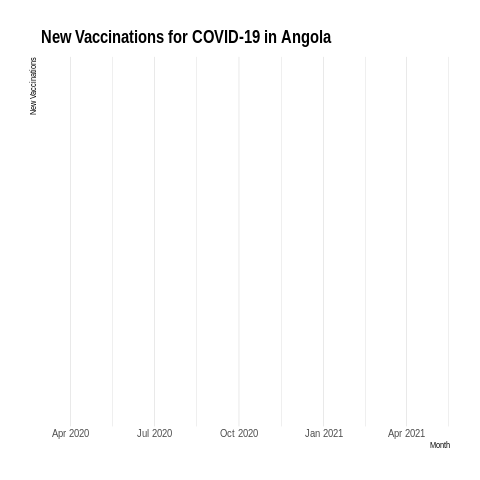 New Vaccinations for COVID-19 in Angola
New Vaccinations
Apr 2020 Jul 2020 Oct 2020 Jan 2021 Apr 2021
Month